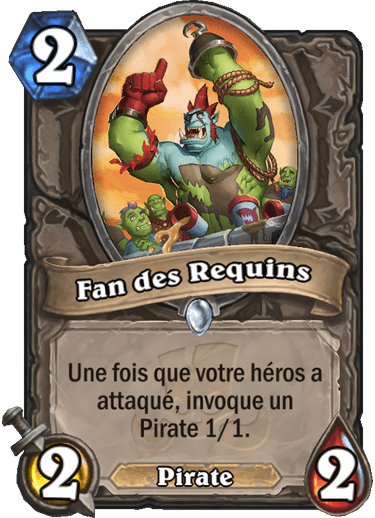 2
Fan des Requins
Une fois que votre héros a
attaqué, invoque un
Pirate 1/1.
2
Pirate
2